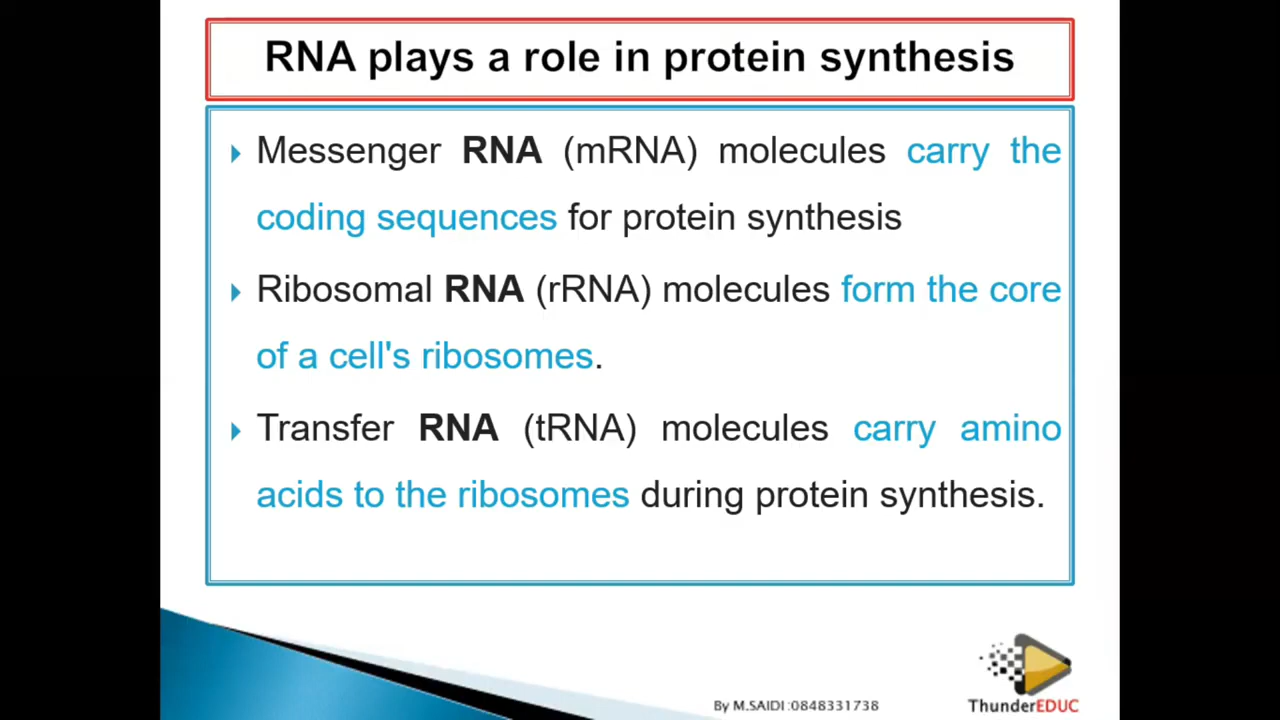 RNA plays a role in protein synthesis
Messenger RNA (mRNA) molecules carry the
coding sequences for protein synthesis
Ribosomal RNA (rRNA) molecules form the core
of a cell's ribosomes.
Transfer RNA (tRNA) molecules carry amino
acids to the ribosomes during protein synthesis.
By M.SAIDI :0848331738
ThunderEDUC